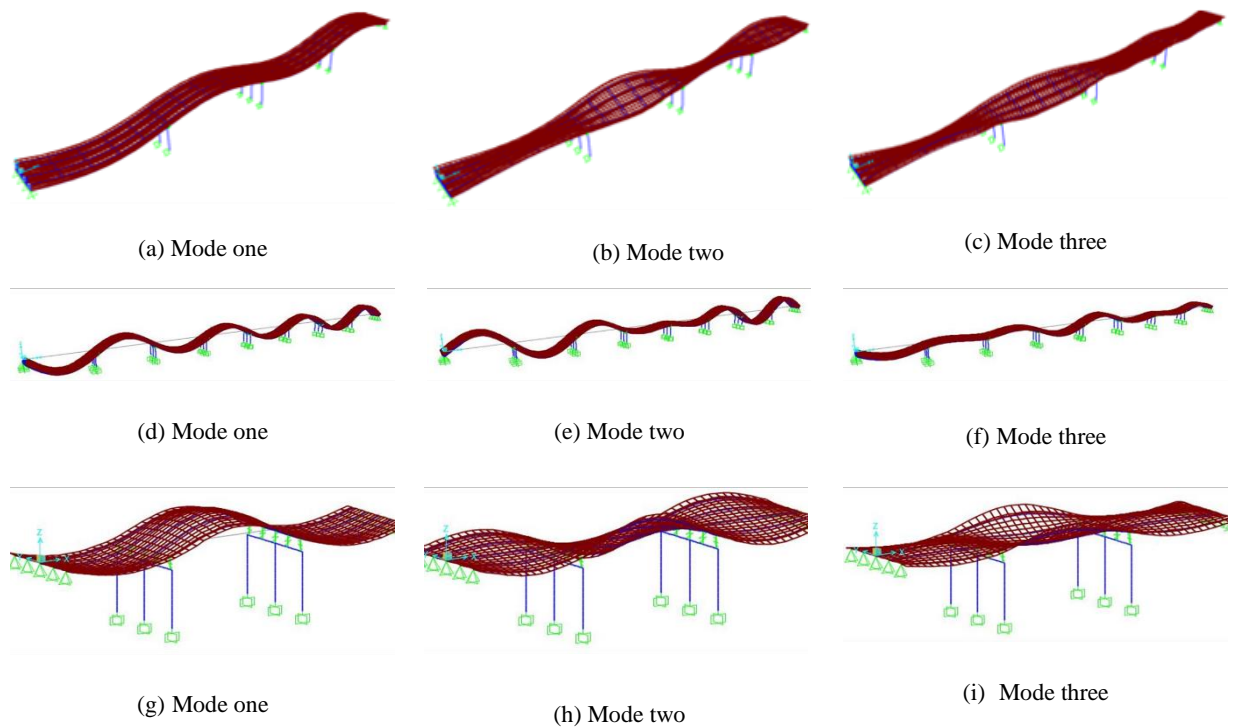 (a) Mode one
(b) Mode two
(c) Mode three
(d) Mode one
(e) Mode two
(f) Mode three
Z
X
Z
X
Z
X
(g) Mode one
(h) Mode two
(i) Mode three